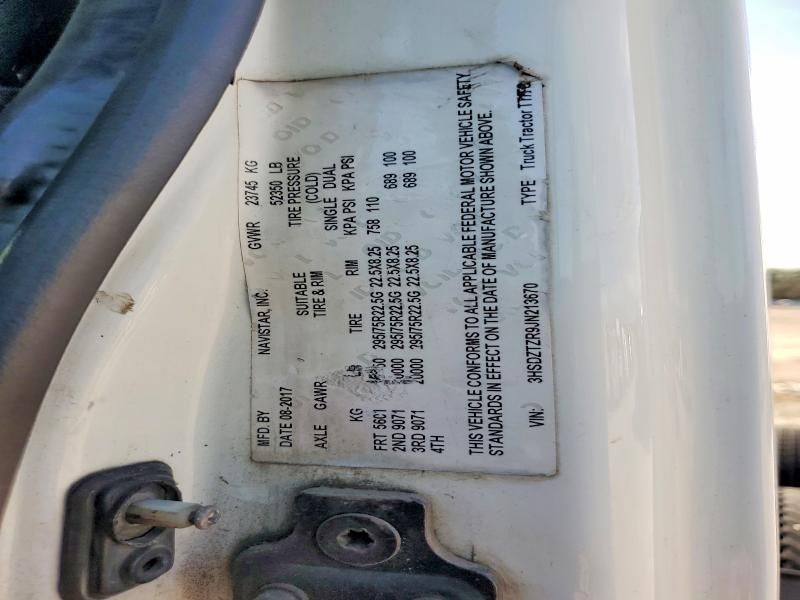 MFD. BY NAVISTAR, INC. GVWR 23745 KG
DATE 08-2017 52350 LB
SUITABLE TIRE PRESSURE
AXLE GAWR TIRE & RIM (COLD)
SINGLE DUAL
KG LB TIRE RIM KPA PSI KPA PSI
FRT 5601 295/75R22.5G 22.5X8.25 758 110
2ND 9071 20000 295/75R22.5G 22.5X8.25 689 100
3RD 9071 20000 295/75R22.5G 22.5X8.25 689 100
4TH
THIS VEHICLE CONFORMS TO ALL APPLICABLE FEDERAL MOTOR VEHICLE SAFETY
STANDARDS IN EFFECT ON THE DATE OF MANUFACTURE SHOWN ABOVE.
VIN: 3HSDZTZR9JN213670 TYPE Truck Tractor